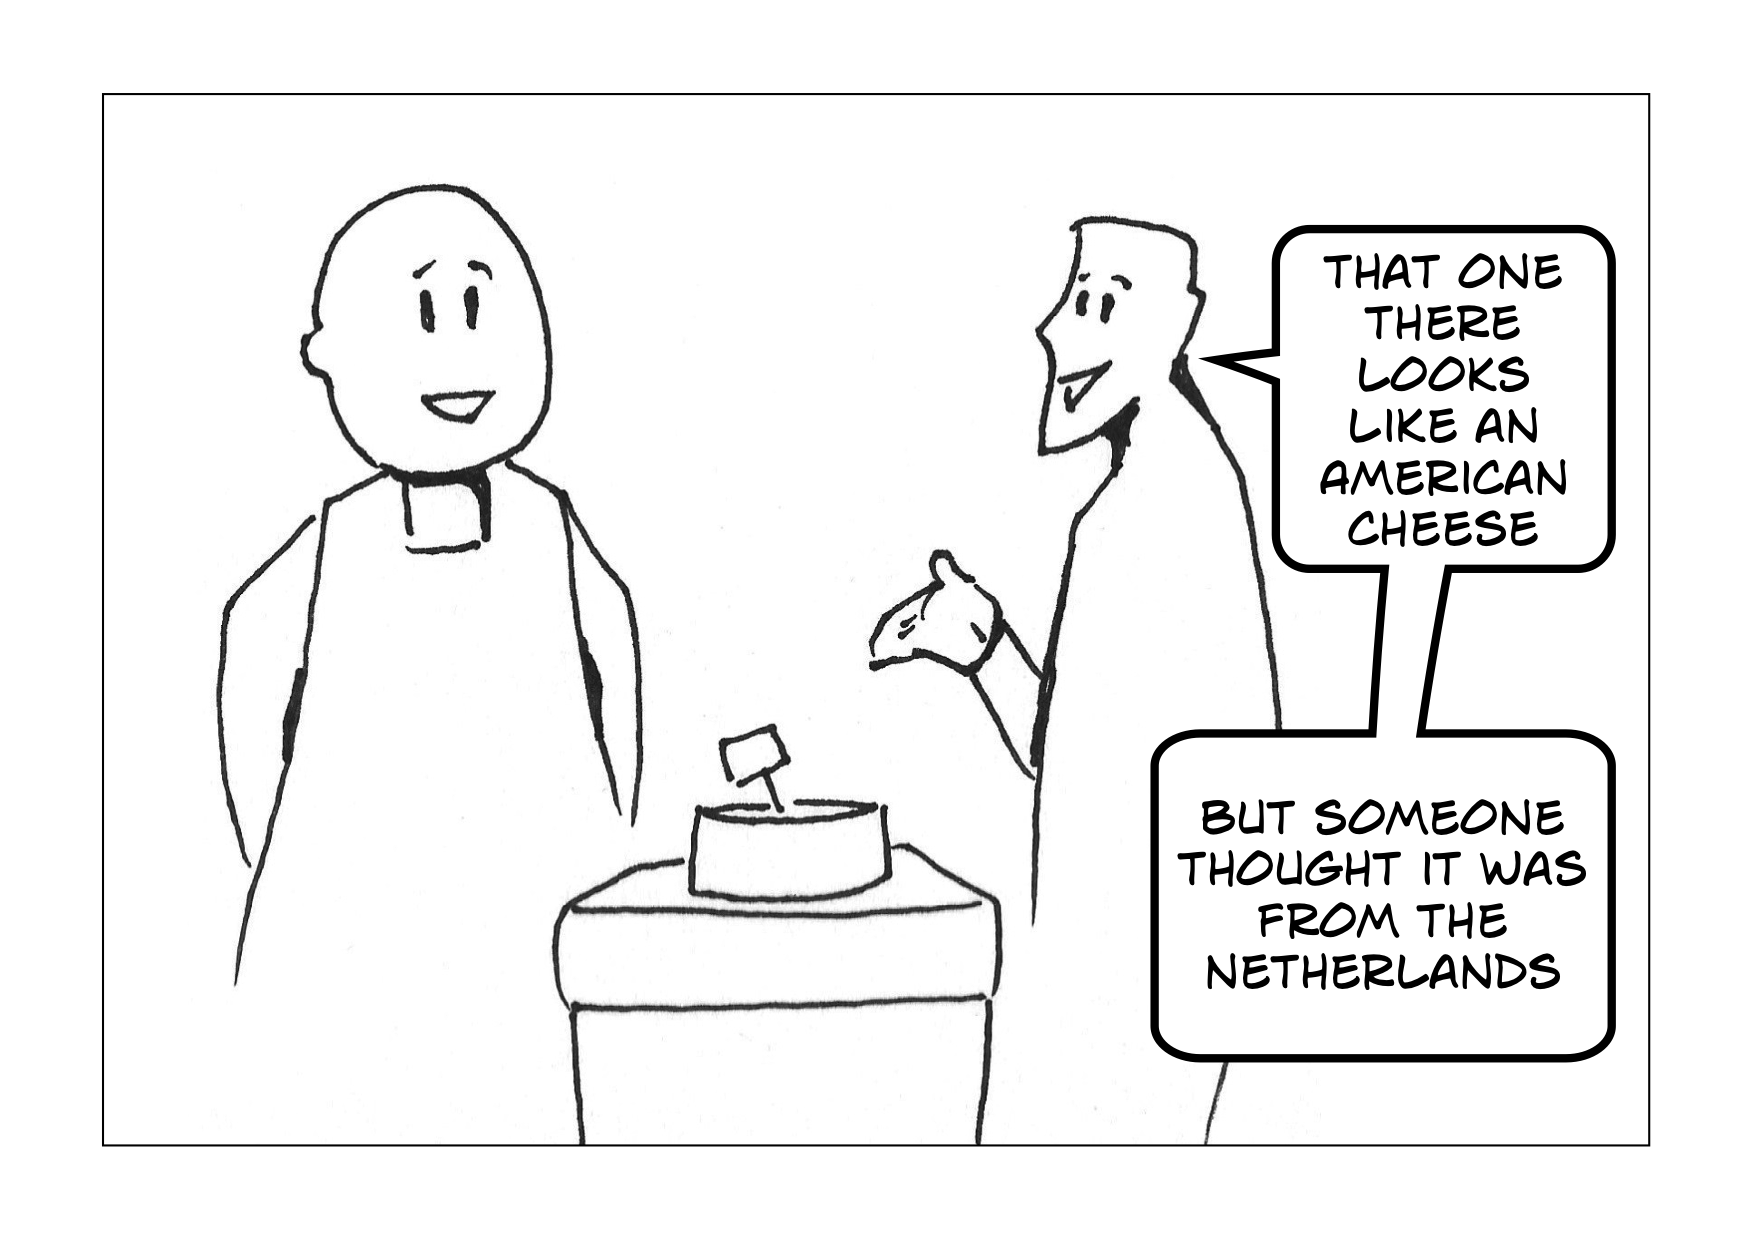 THAT ONE
THERE
LOOKS
LIKE AN
AMERICAN
CHEESE
BUT SOMEONE
THOUGHT IT WAS
FROM THE
NETHERLANDS